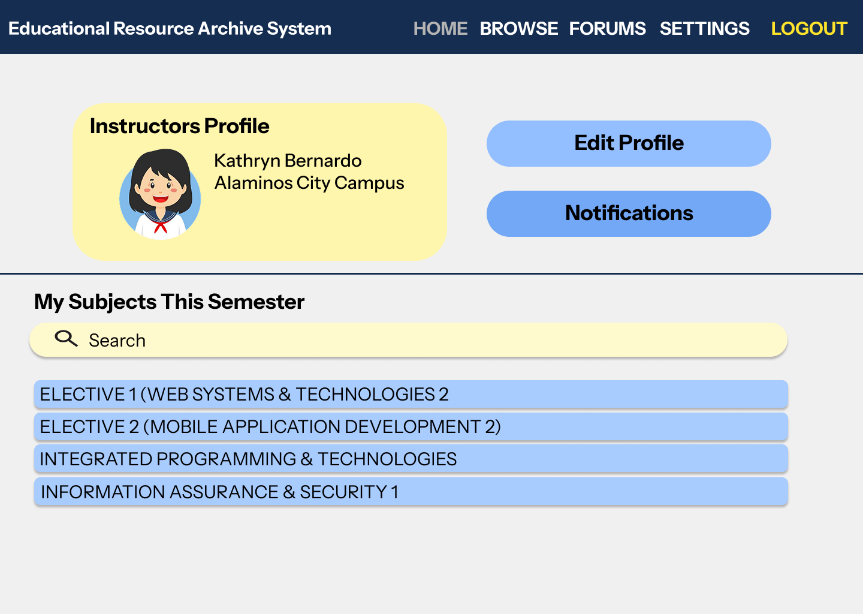 Educational Resource Archive System
HOME BROWSE FORUMS SETTINGS LOGOUT
Instructors Profile
Kathryn Bernardo
Alaminos City Campus
Edit Profile
Notifications
My Subjects This Semester
Search
ELECTIVE 1 (WEB SYSTEMS & TECHNOLOGIES 2
ELECTIVE 2 (MOBILE APPLICATION DEVELOPMENT 2)
INTEGRATED PROGRAMMING & TECHNOLOGIES
INFORMATION ASSURANCE & SECURITY 1